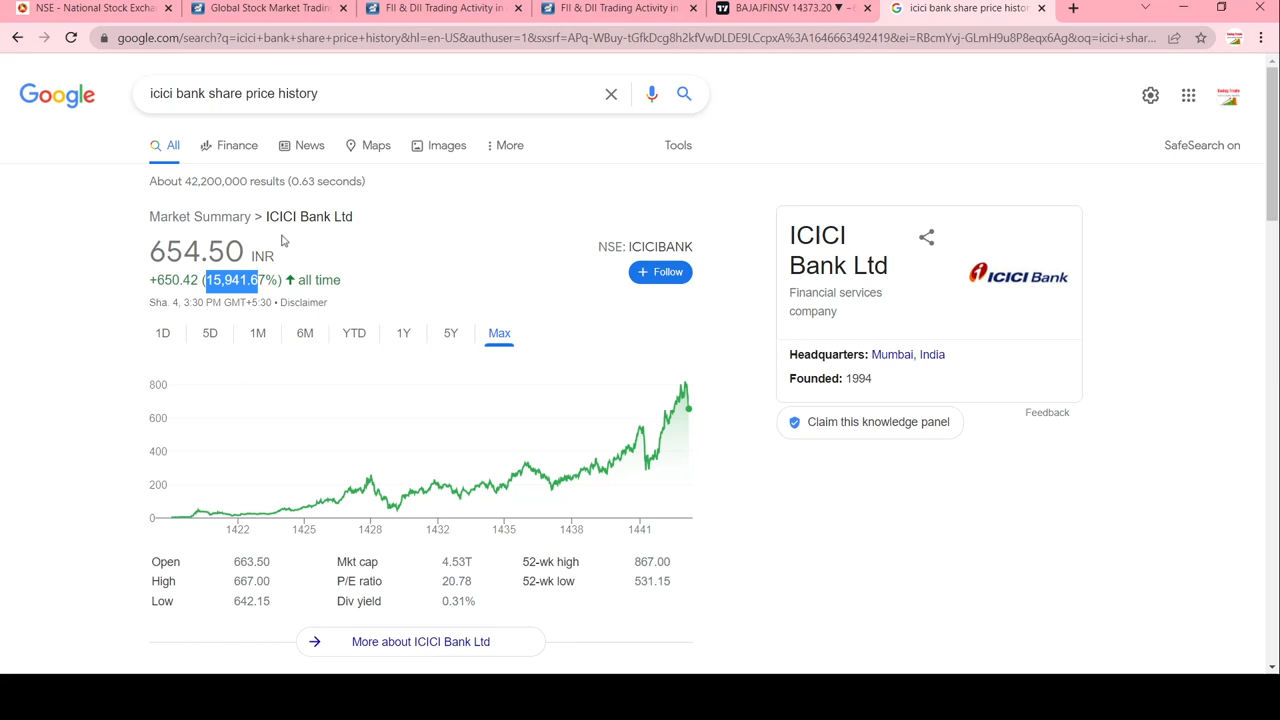 NSE - National Stock Excha
Global Stock Market Tradin
FII & DII Trading Activity in
FII & DII Trading Activity in
BAJAJFINSV 14373.20 ▼ −
icici bank share price histor
google.com/search?q=icici+bank+share+price+history&hl=en-US&authuser=1&sxsrf=APq-WBuy-tGfkDcg8h2kfVwDLDE9LCcpxA%3A1646663492419&ei=RBcmYvj-GLmH9u8P8eqx6Ag&oq=icici+shar...
Google
icici bank share price history
All
Finance
News
Maps
Images
More
Tools
SafeSearch on
About 42,200,000 results (0.63 seconds)
Market Summary > ICICI Bank Ltd
654.50 INR
+650.42 (15,941.67%) ↑ all time
Sha. 4, 3:30 PM GMT+5:30 • Disclaimer
NSE: ICICIBANK
+ Follow
1D 5D 1M 6M YTD 1Y 5Y Max
800
600
400
200
0
1422 1425 1428 1432 1435 1438 1441
Open 663.50 Mkt cap 4.53T 52-wk high 867.00
High 667.00 P/E ratio 20.78 52-wk low 531.15
Low 642.15 Div yield 0.31%
More about ICICI Bank Ltd
ICICI
Bank Ltd
ICICI Bank
Financial services
company
Headquarters: Mumbai, India
Founded: 1994
Feedback
Claim this knowledge panel